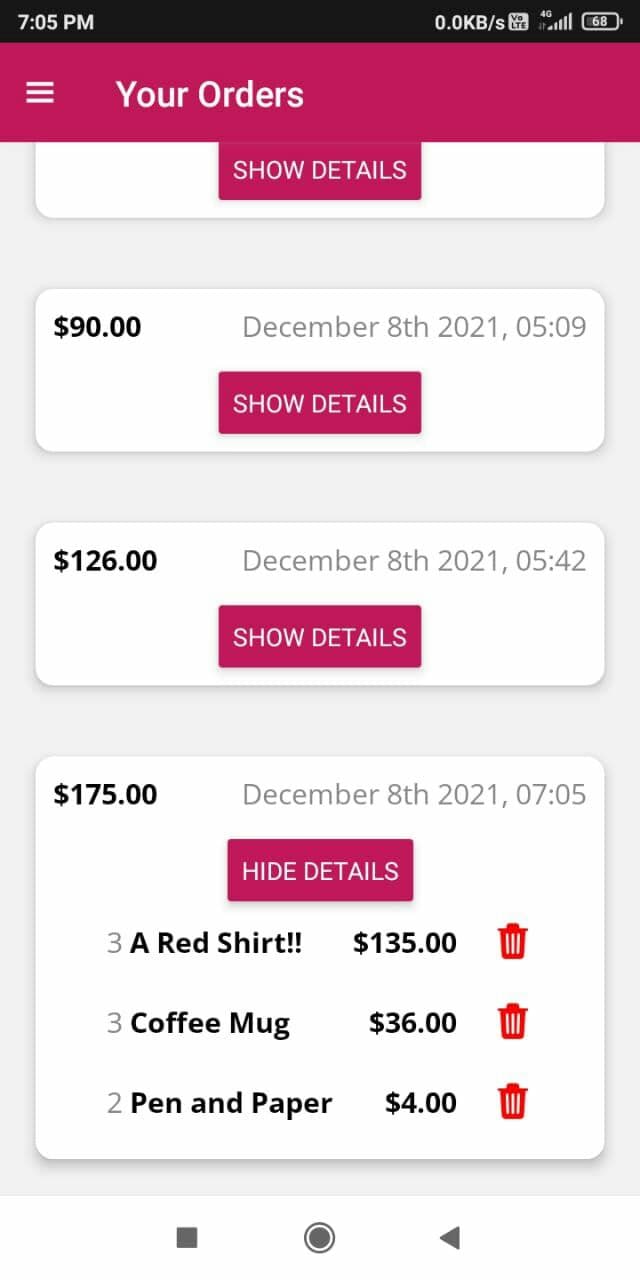 7:05 PM 0.0KB/s Vo LTE 4G 68
Your Orders
SHOW DETAILS
$90.00 December 8th 2021, 05:09
SHOW DETAILS
$126.00 December 8th 2021, 05:42
SHOW DETAILS
$175.00 December 8th 2021, 07:05
HIDE DETAILS
3 A Red Shirt!! $135.00
3 Coffee Mug $36.00
2 Pen and Paper $4.00